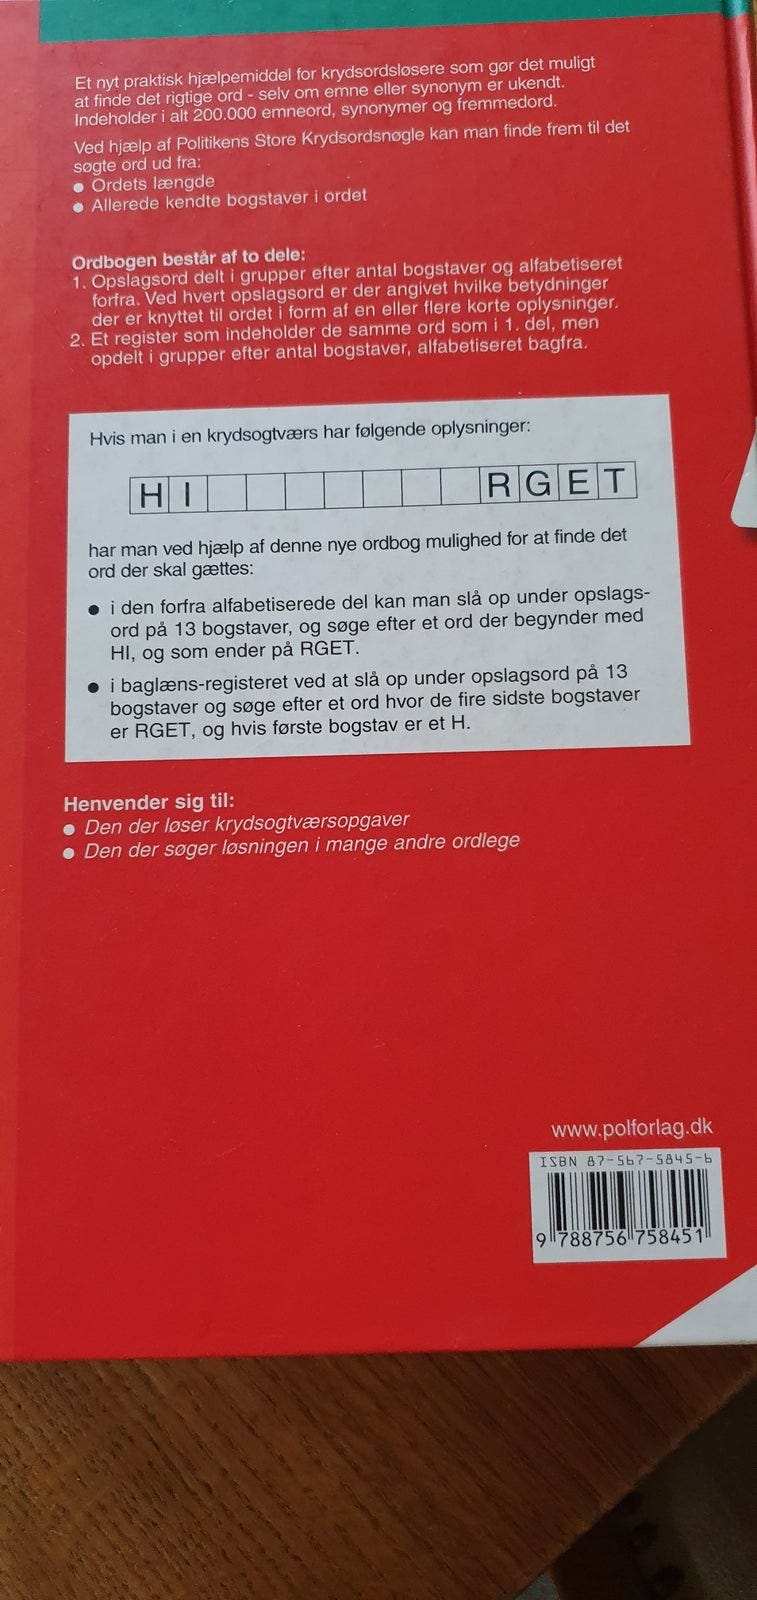 Et nyt praktisk hjælpemiddel for krydsordsløsere som gør det muligt
at finde det rigtige ord - selv om emne eller synonym er ukendt.
Indeholder i alt 200.000 emneord, synonymer og fremmedord.
Ved hjælp af Politikens Store Krydsordsnøgle kan man finde frem til det
søgte ord ud fra:
● Ordets længde
● Allerede kendte bogstaver i ordet
Ordbogen består af to dele:
1. Opslagsord delt i grupper efter antal bogstaver og alfabetiseret
forfra. Ved hvert opslagsord er der angivet hvilke betydninger
der er knyttet til ordet i form af en eller flere korte oplysninger.
2. Et register som indeholder de samme ord som i 1. del, men
opdelt i grupper efter antal bogstaver, alfabetiseret bagfra.
Hvis man i en krydsogtværs har følgende oplysninger:
HI RGET
har man ved hjælp af denne nye ordbog mulighed for at finde det
ord der skal gættes:
● i den forfra alfabetiserede del kan man slå op under opslags-
ord på 13 bogstaver, og søge efter et ord der begynder med
HI, og som ender på RGET.
● i baglæns-registeret ved at slå op under opslagsord på 13
bogstaver og søge efter et ord hvor de fire sidste bogstaver
er RGET, og hvis første bogstav er et H.
Henvender sig til:
● Den der løser krydsogtværsopgaver
● Den der søger løsningen i mange andre ordlege
www.polforlag.dk
ISBN 87-567-5845-6
9 788756 758451